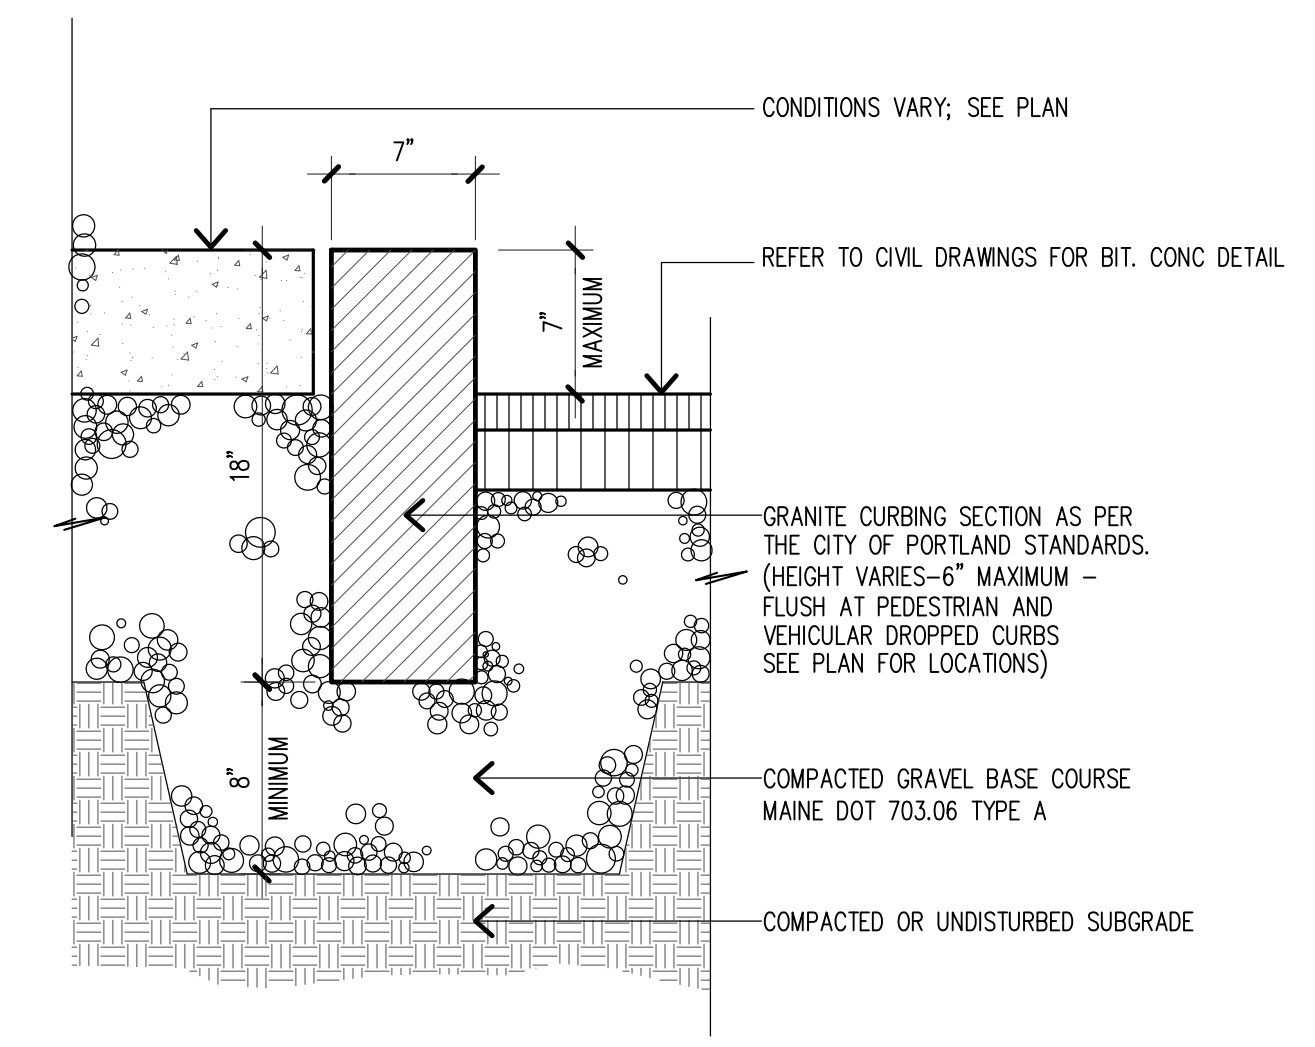 CONDITIONS VARY; SEE PLAN
7"
REFER TO CIVIL DRAWINGS FOR BIT. CONC DETAIL
7"
MAXIMUM
18"
GRANITE CURBING SECTION AS PER
THE CITY OF PORTLAND STANDARDS.
(HEIGHT VARIES-6" MAXIMUM -
FLUSH AT PEDESTRIAN AND
VEHICULAR DROPPED CURBS
SEE PLAN FOR LOCATIONS)
8"
MINIMUM
COMPACTED GRAVEL BASE COURSE
MAINE DOT 703.06 TYPE A
COMPACTED OR UNDISTURBED SUBGRADE